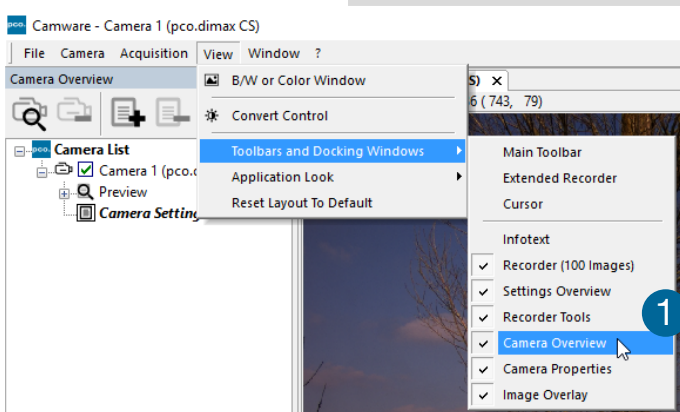 pco. Camware - Camera 1 (pco.dimax CS)
File Camera Acquisition View Window ?
Camera Overview
B/W or Color Window
Convert Control
Toolbars and Docking Windows
Application Look
Reset Layout To Default
S) X
6 ( 743, 79)
pco. Camera List
Camera 1 (pco.
Preview
Camera Setting
Main Toolbar
Extended Recorder
Cursor
Infotext
Recorder (100 Images)
Settings Overview
Recorder Tools
1
Camera Overview
Camera Properties
Image Overlay